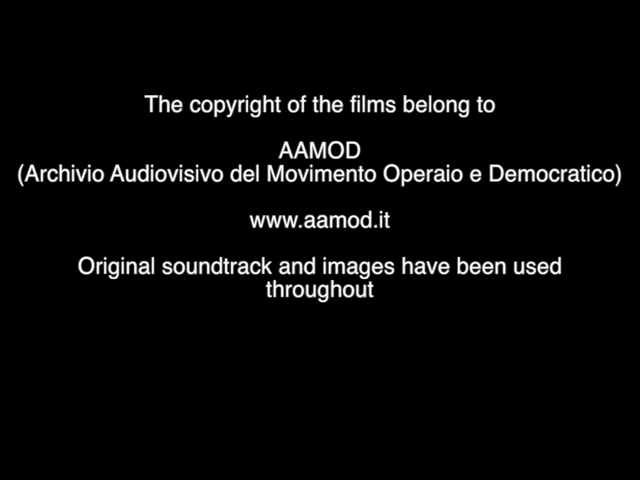 The copyright of the films belong to
AAMOD
(Archivio Audiovisivo del Movimento Operaio e Democratico)
www.aamod.it
Original soundtrack and images have been used
throughout